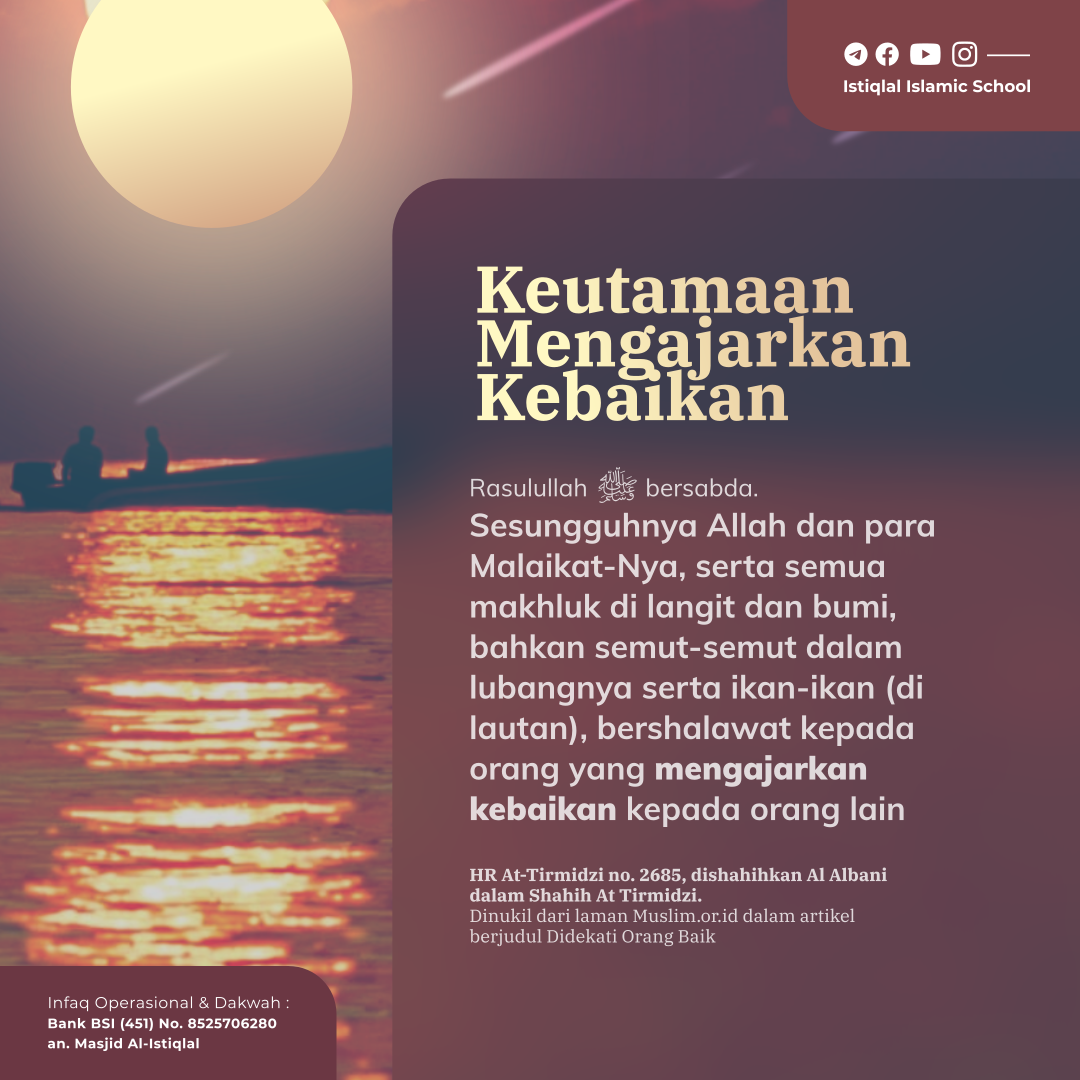 Istiqlal Islamic School
Keutamaan
Mengajarkan
Kebaikan
Rasulullah ﷺ bersabda.
Sesungguhnya Allah dan para
Malaikat-Nya, serta semua
makhluk di langit dan bumi,
bahkan semut-semut dalam
lubangnya serta ikan-ikan (di
lautan), bershalawat kepada
orang yang mengajarkan
kebaikan kepada orang lain
HR At-Tirmidzi no. 2685, dishahihkan Al Albani
dalam Shahih At Tirmidzi.
Dinukil dari laman Muslim.or.id dalam artikel
berjudul Didekati Orang Baik
Infaq Operasional & Dakwah :
Bank BSI (451) No. 8525706280
an. Masjid Al-Istiqlal